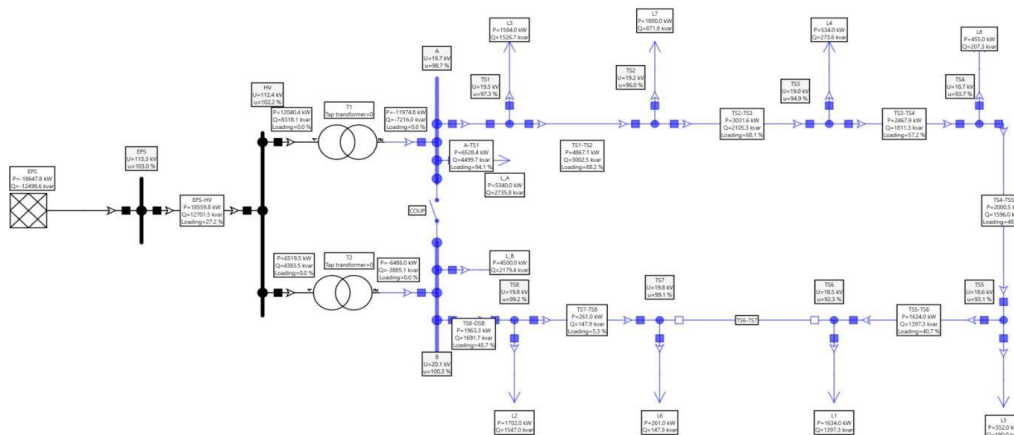 EPS
P=-18647.8 kW
Q=-12498.6 kvar
EPS
U=113.3 kV
u=103.0 %
EPS-HV
P=18559.8 kW
Q=12701.5 kvar
Loading=27.2 %
HV
U=112.4 kV
u=102.2 %
P=12040.4 kW
Q=8318.1 kvar
Loading=0.0 %
T1
Tap transformer=0
P=-11974.8 kW
Q=-7216.0 kvar
Loading=0.0 %
A
U=19.7 kV
u=98.7 %
A-TS1
P=6528.4 kW
Q=4499.7 kvar
Loading=94.1 %
L_A
P=5340.0 kW
Q=2735.8 kvar
COUP
P=6519.5 kW
Q=4383.5 kvar
Loading=0.0 %
T2
Tap transformer=0
P=-6486.0 kW
Q=-3885.1 kvar
Loading=0.0 %
L_B
P=4500.0 kW
Q=2179.4 kvar
B
U=20.1 kV
u=100.3 %
TS8-DSB
P=1963.3 kW
Q=1691.7 kvar
Loading=45.7 %
L3
P=1584.0 kW
Q=1526.7 kvar
TS1
U=19.5 kV
u=97.3 %
TS1-TS2
P=4867.1 kW
Q=3002.5 kvar
Loading=88.2 %
L7
P=1800.0 kW
Q=871.8 kvar
TS2
U=19.2 kV
u=96.0 %
TS2-TS3
P=3031.6 kW
Q=2105.3 kvar
Loading=68.1 %
L4
P=534.0 kW
Q=273.6 kvar
TS3
U=19.0 kV
u=94.9 %
TS3-TS4
P=2467.9 kW
Q=1811.3 kvar
Loading=57.2 %
L8
P=455.0 kW
Q=207.3 kvar
TS4
U=18.7 kV
u=93.7 %
TS4-TS5
P=2000.5 kW
Q=1596.0 kvar
Loading=48.
TS5
U=18.6 kV
u=93.1 %
TS5-TS6
P=1634.0 kW
Q=1397.3 kvar
Loading=40.7 %
TS6
U=18.5 kV
u=92.3 %
TS6-TS7
TS7
U=19.8 kV
u=99.1 %
TS7-TS8
P=261.0 kW
Q=147.9 kvar
Loading=5.3 %
TS8
U=19.8 kV
u=99.2 %
L2
P=1702.0 kW
Q=1547.0 kvar
L6
P=261.0 kW
Q=147.9 kvar
L1
P=1634.0 kW
Q=1397.3 kvar
L5
P=352.0 kW